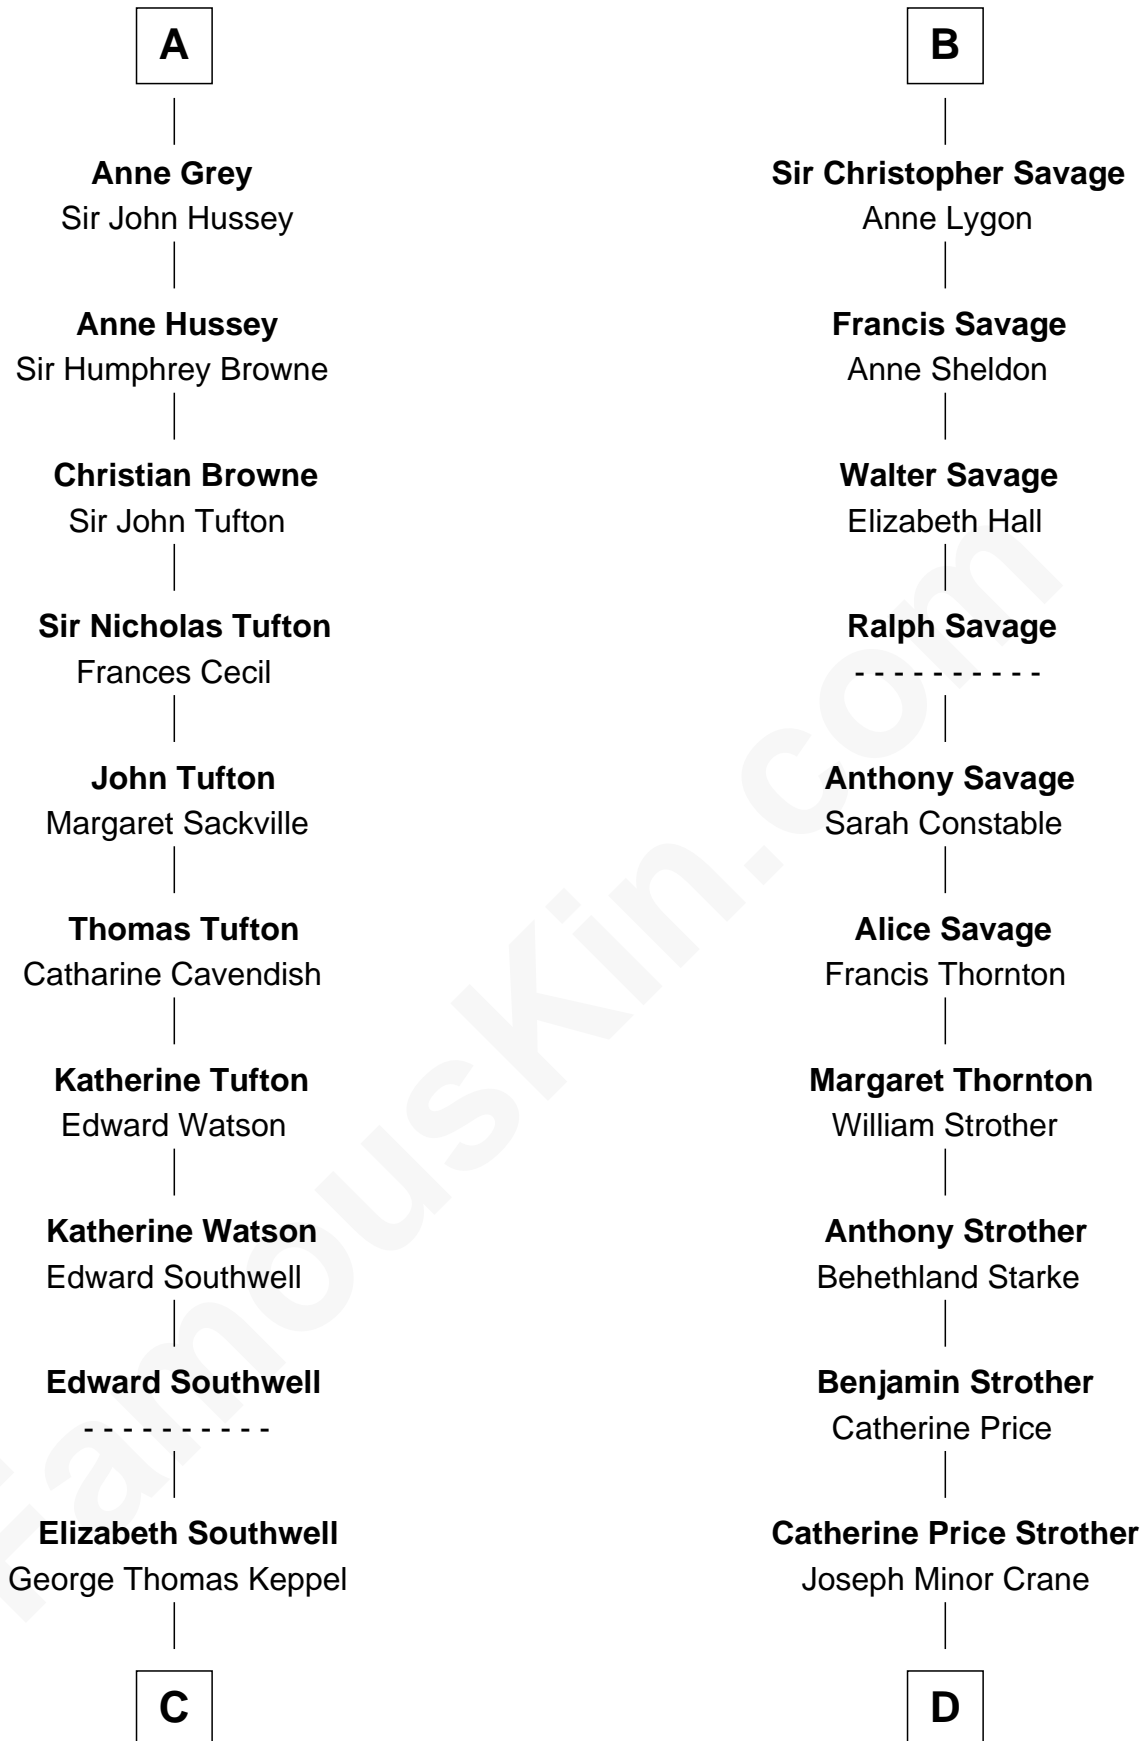 A
Anne Grey
Sir John Hussey
Anne Hussey
Sir Humphrey Browne
Christian Browne
Sir John Tufton
Sir Nicholas Tufton
Frances Cecil
John Tufton
Margaret Sackville
Thomas Tufton
Catharine Cavendish
Katherine Tufton
Edward Watson
Katherine Watson
Edward Southwell
Edward Southwell
- - - - - - - - - -
Elizabeth Southwell
George Thomas Keppel
C
B
Sir Christopher Savage
Anne Lygon
Francis Savage
Anne Sheldon
Walter Savage
Elizabeth Hall
Ralph Savage
- - - - - - - - - -
Anthony Savage
Sarah Constable
Alice Savage
Francis Thornton
Margaret Thornton
William Strother
Anthony Strother
Behethland Starke
Benjamin Strother
Catherine Price
Catherine Price Strother
Joseph Minor Crane
D
FamousKin.com